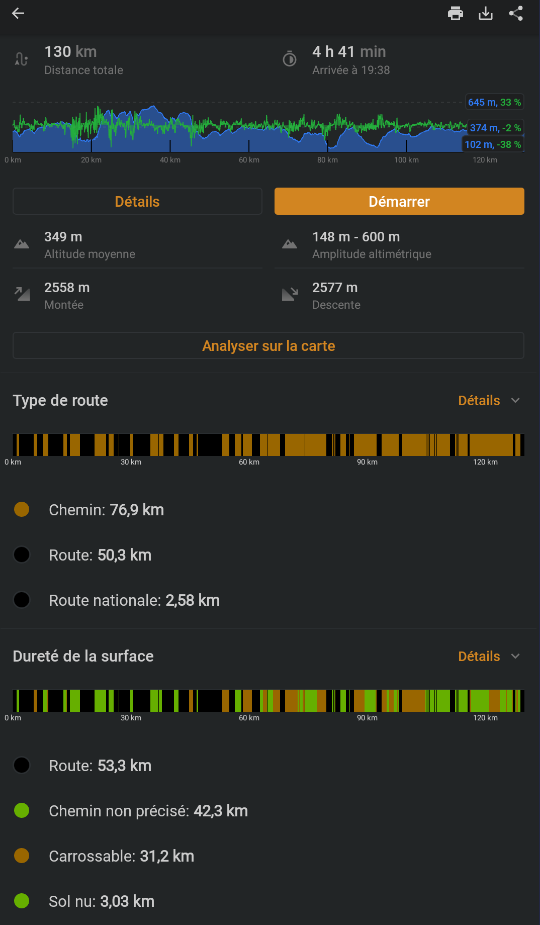 130 km
Distance totale
4 h 41 min
Arrivée à 19:38
645 m, 33 %
374 m, -2 %
102 m, -38 %
0 km 20 km 40 km 60 km 80 km 100 km 120 km
Détails
Démarrer
349 m
Altitude moyenne
148 m - 600 m
Amplitude altimétrique
2558 m
Montée
2577 m
Descente
Analyser sur la carte
Type de route
Détails
0 km 30 km 60 km 90 km 120 km
Chemin: 76,9 km
Route: 50,3 km
Route nationale: 2,58 km
Dureté de la surface
Détails
0 km 30 km 60 km 90 km 120 km
Route: 53,3 km
Chemin non précisé: 42,3 km
Carrossable: 31,2 km
Sol nu: 3,03 km